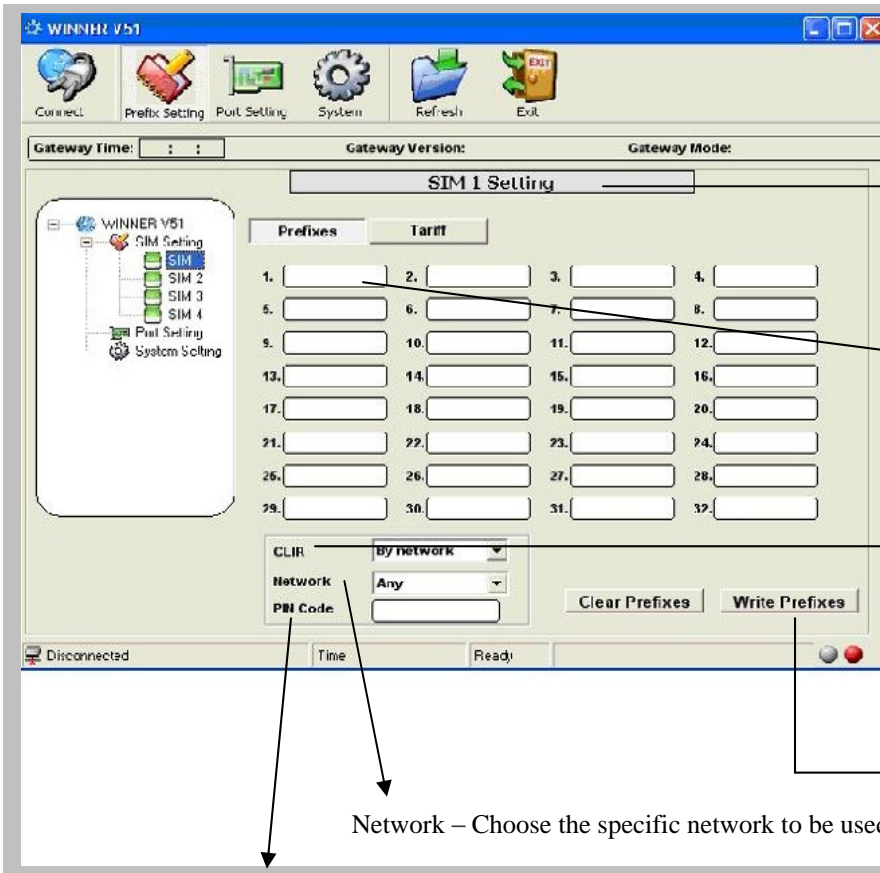 WINNER V51
Connect Prefix Setting Port Setting System Refresh Exit
Gateway Time: : : Gateway Version: Gateway Mode:
SIM 1 Setting
WINNER V51
SIM Setting
SIM
SIM 2
SIM 3
SIM 4
Port Setting
System Setting
Prefixes Tariff
1. 2. 3. 4.
5. 6. 7. 8.
9. 10. 11. 12.
13. 14. 15. 16.
17. 18. 19. 20.
21. 22. 23. 24.
25. 26. 27. 28.
29. 30. 31. 32.
CLIR By network
Network Any
PIN Code
Clear Prefixes Write Prefixes
Disconnected Time Ready
Network – Choose the specific network to be used